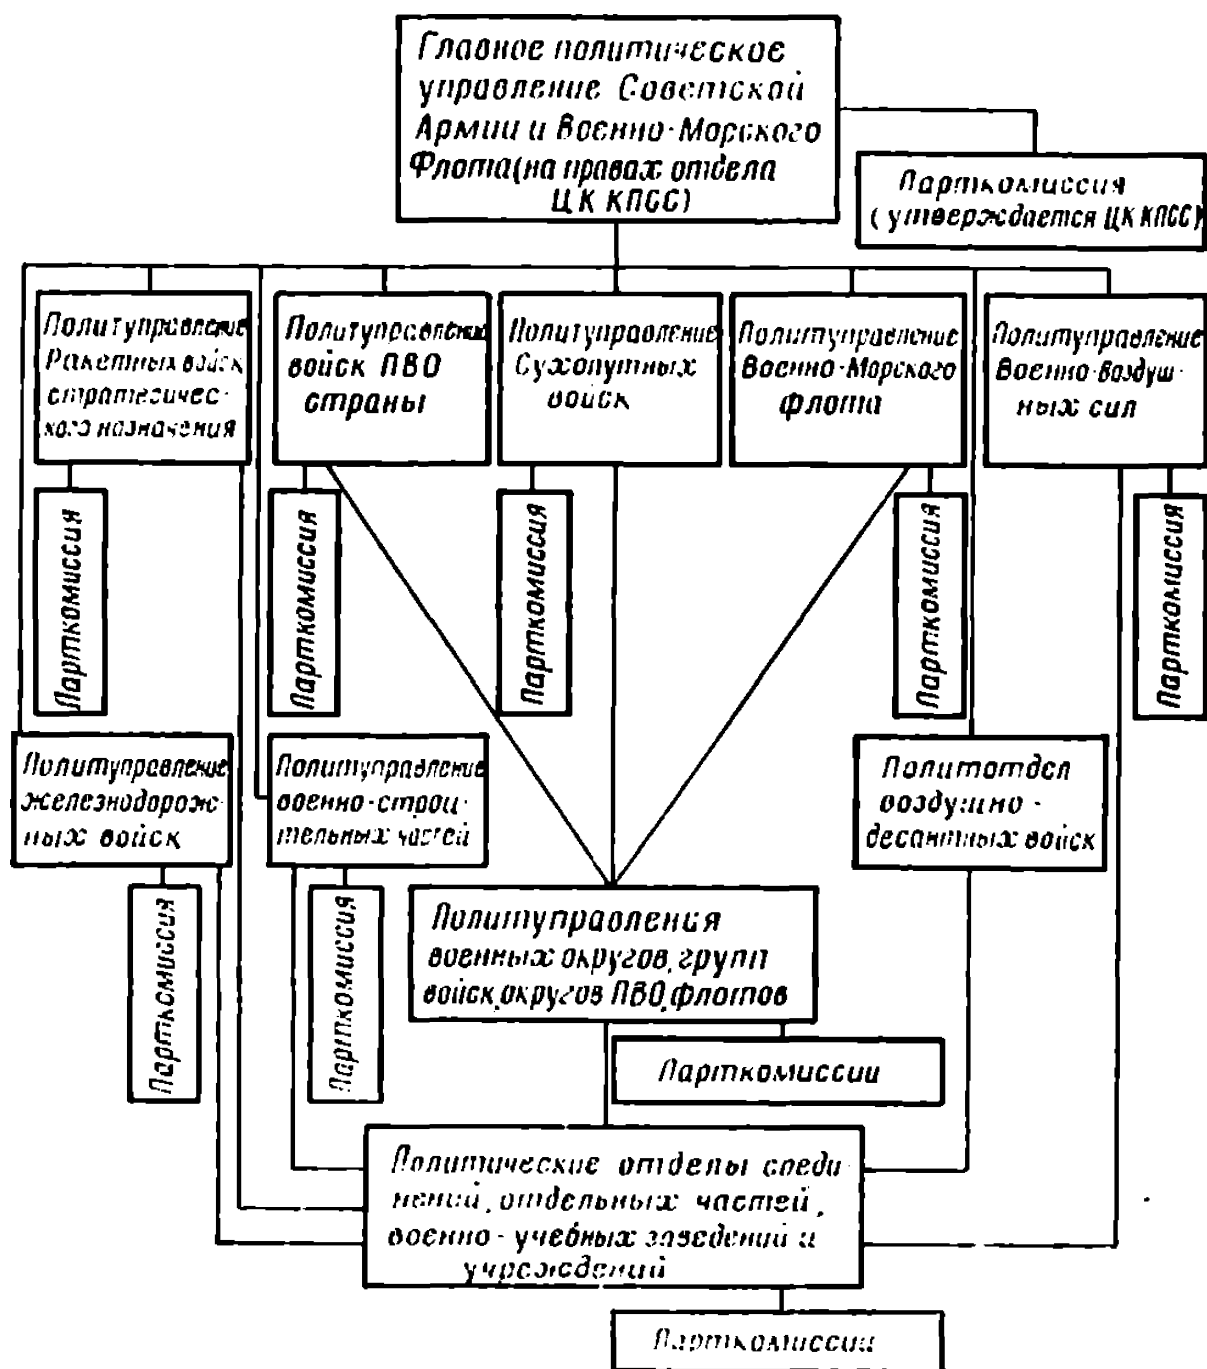 Главное политическое
управление Советской
Армии и Военно-Морского
Флота (на правах отдела
ЦК КПСС)
Парткомиссия
(утверждается ЦК КПСС)
Политуправление
Ракетных войск
стратегичес-
кого назначения
Политуправление
войск ПВО
страны
Политуправление
Сухопутных
войск
Политуправление
Военно-Морского
флота
Политуправление
Военно-Воздуш-
ных сил
Парткомиссия
Парткомиссия
Парткомиссия
Парткомиссия
Парткомиссия
Политуправление
железнодорож-
ных войск
Политуправление
военно-строи-
тельных частей
Политотдел
воздушно-
десантных войск
Парткомиссия
Парткомиссия
Политуправления
военных округов, групп
войск, округов ПВО, флотов
Парткомиссии
Политические отделы соеди-
нений, отдельных частей,
военно-учебных заведений и
учреждений
Парткомиссии